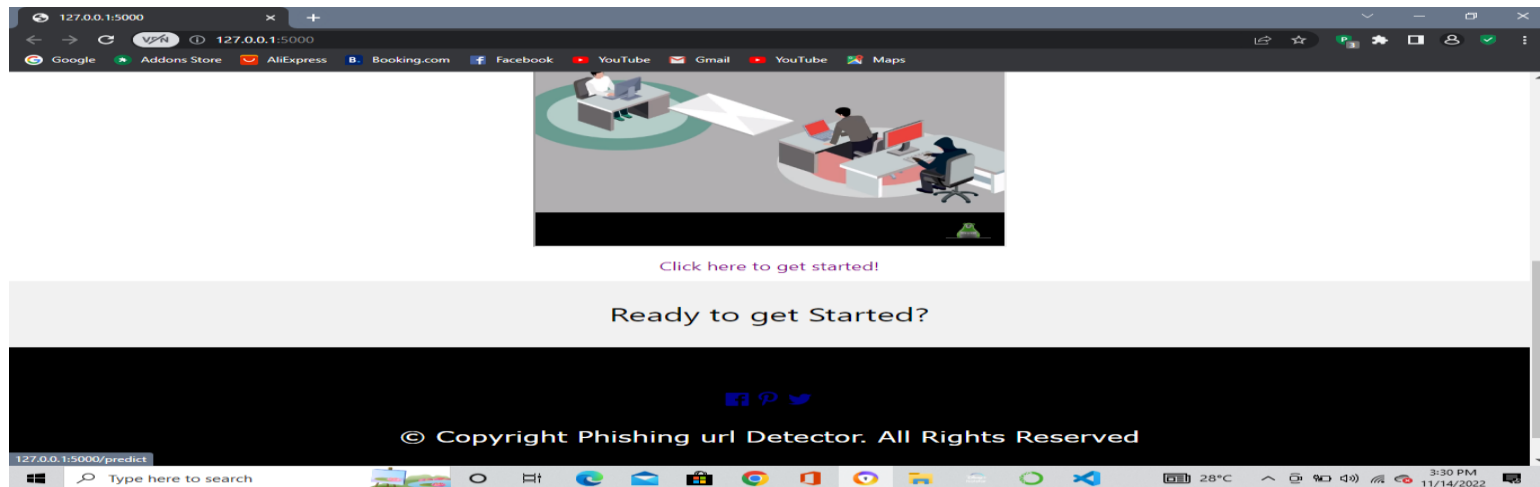 127.0.0.1:5000
VPN 127.0.0.1:5000
Google Addons Store AliExpress B. Booking.com Facebook YouTube Gmail YouTube Maps
Click here to get started!
Ready to get Started?
© Copyright Phishing url Detector. All Rights Reserved
127.0.0.1:5000/predict
Type here to search 28°C 3:30 PM
11/14/2022